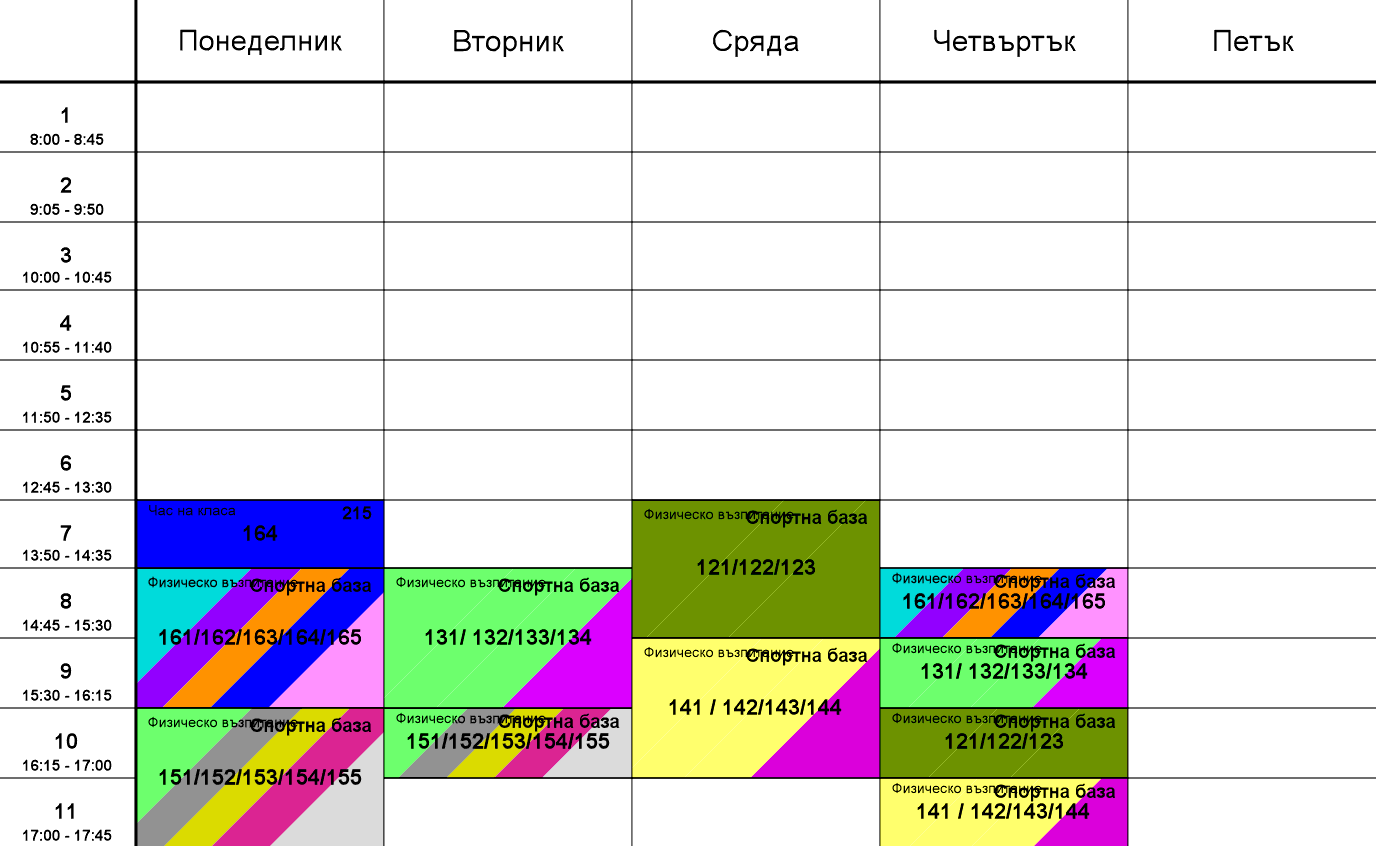 Понеделник Вторник Сряда Четвъртък Петък
1
8:00 - 8:45
2
9:05 - 9:50
3
10:00 - 10:45
4
10:55 - 11:40
5
11:50 - 12:35
6
12:45 - 13:30
7
13:50 - 14:35
Час на класа 215
164
Физическо възпитание Спортна база
121/122/123
8
14:45 - 15:30
Физическо възпитание Спортна база
161/162/163/164/165
Физическо възпитание Спортна база
131/ 132/133/134
Физическо възпитание Спортна база
161/162/163/164/165
9
15:30 - 16:15
Физическо възпитание Спортна база
141 / 142/143/144
Физическо възпитание Спортна база
131/ 132/133/134
10
16:15 - 17:00
Физическо възпитание Спортна база
151/152/153/154/155
Физическо възпитание Спортна база
151/152/153/154/155
Физическо възпитание Спортна база
121/122/123
11
17:00 - 17:45
Физическо възпитание Спортна база
141 / 142/143/144